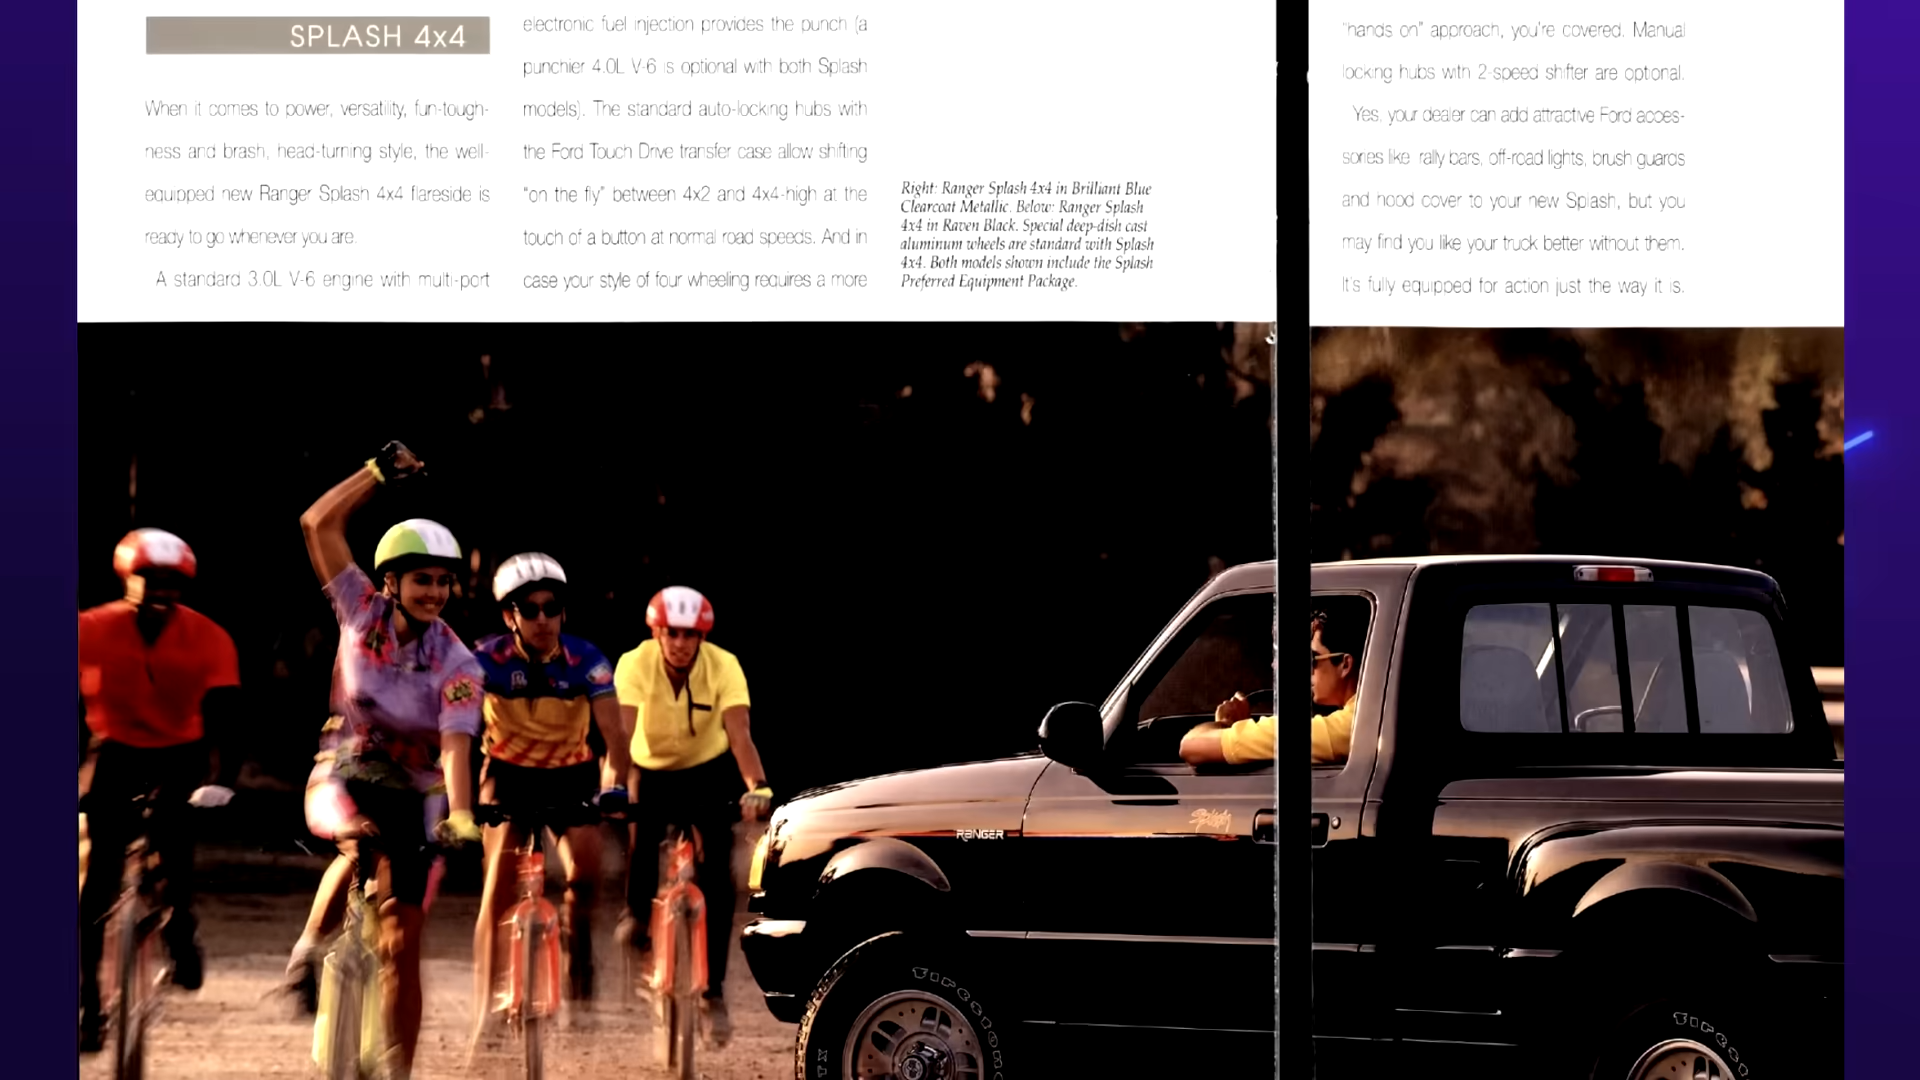 SPLASH 4x4
When it comes to power, versatility, fun-tough-
ness and brash, head-turning style, the well-
equipped new Ranger Splash 4x4 flareside is
ready to go whenever you are.
A standard 3.0L V-6 engine with multi-port
electronic fuel injection provides the punch (a
punchier 4.0L V-6 is optional with both Splash
models). The standard auto-locking hubs with
the Ford Touch Drive transfer case allow shifting
"on the fly" between 4x2 and 4x4-high at the
touch of a button at normal road speeds. And in
case your style of four wheeling requires a more
Right: Ranger Splash 4x4 in Brilliant Blue
Clearcoat Metallic. Below: Ranger Splash
4x4 in Raven Black. Special deep-dish cast
aluminum wheels are standard with Splash
4x4. Both models shown include the Splash
Preferred Equipment Package.
"hands on" approach, you're covered. Manual
locking hubs with 2-speed shifter are optional.
Yes, your dealer can add attractive Ford acces-
sories like rally bars, off-road lights, brush guards
and hood cover to your new Splash, but you
may find you like your truck better without them.
It's fully equipped for action just the way it is.
RANGER
Splash
FIRESTONE
FIRESTO